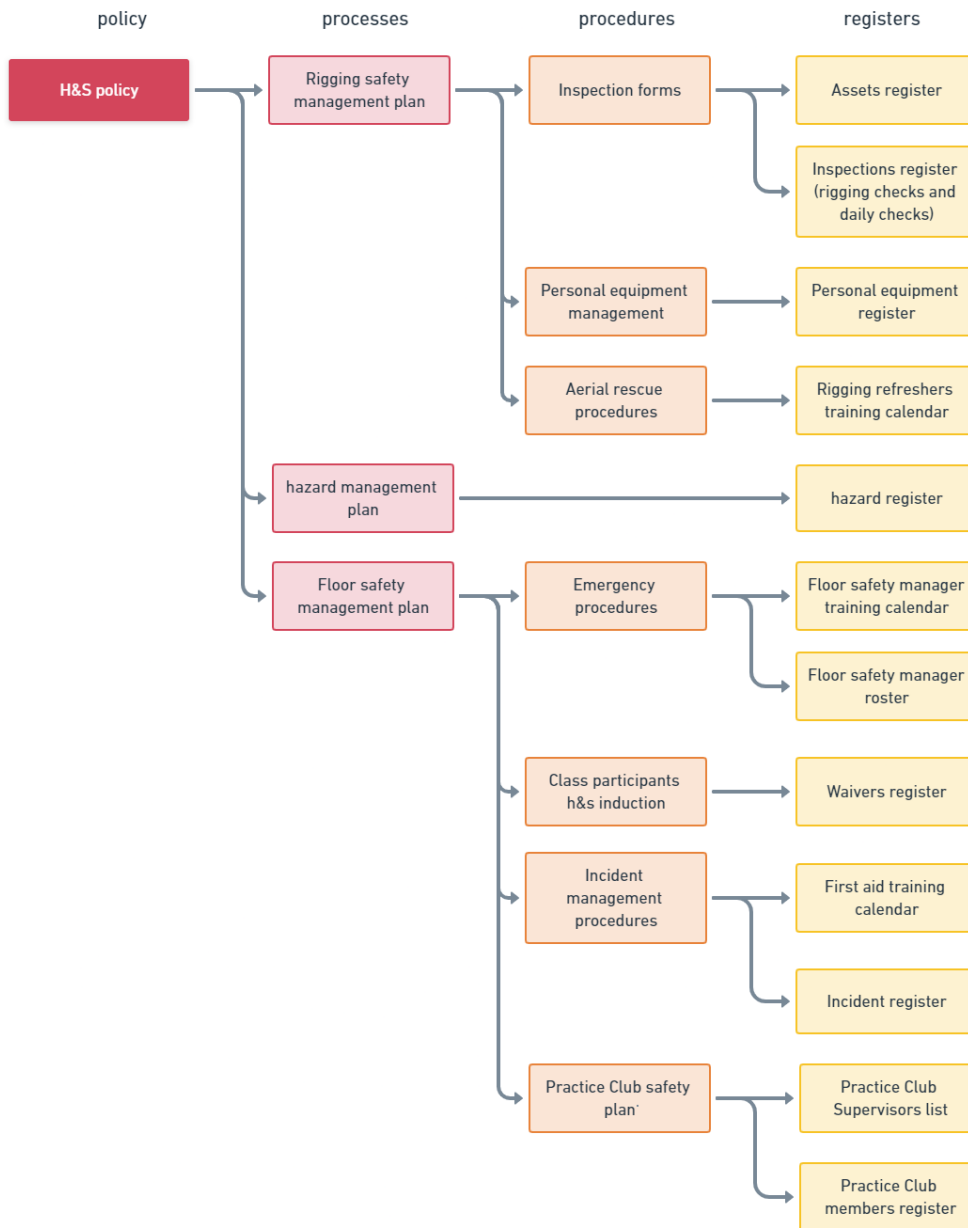 policy
processes
procedures
registers
H&S policy
Rigging safety
management plan
Inspection forms
Assets register
Inspections register
(rigging checks and
daily checks)
Personal equipment
management
Personal equipment
register
Aerial rescue
procedures
Rigging refreshers
training calendar
hazard management
plan
hazard register
Floor safety
management plan
Emergency
procedures
Floor safety manager
training calendar
Floor safety manager
roster
Class participants
h&s induction
Waivers register
Incident
management
procedures
First aid training
calendar
Incident register
Practice Club safety
plan
Practice Club
Supervisors list
Practice Club
members register